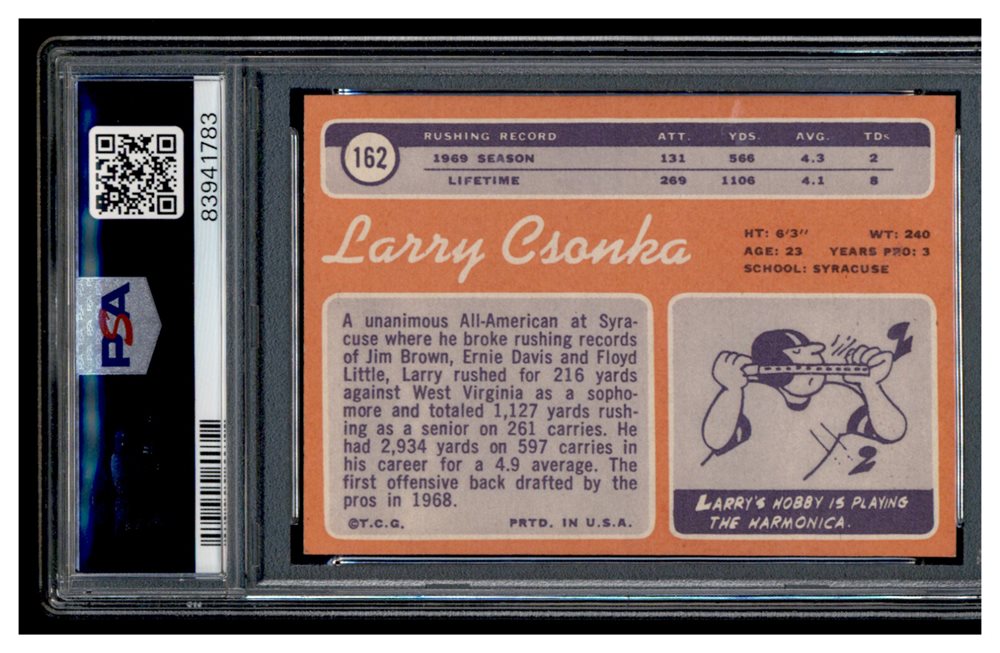 83941783
PSA
162
RUSHING RECORD ATT. YDS. AVG. TDs
1969 SEASON 131 566 4.3 2
LIFETIME 269 1106 4.1 8
Larry Csonka
HT: 6'3" WT: 240
AGE: 23 YEARS PRO: 3
SCHOOL: SYRACUSE
A unanimous All-American at Syra-
cuse where he broke rushing records
of Jim Brown, Ernie Davis and Floyd
Little, Larry rushed for 216 yards
against West Virginia as a sopho-
more and totaled 1,127 yards rush-
ing as a senior on 261 carries. He
had 2,934 yards on 597 carries in
his career for a 4.9 average. The
first offensive back drafted by the
pros in 1968.
©T.C.G. PRTD. IN U.S.A.
LARRY'S HOBBY IS PLAYING
THE HARMONICA.